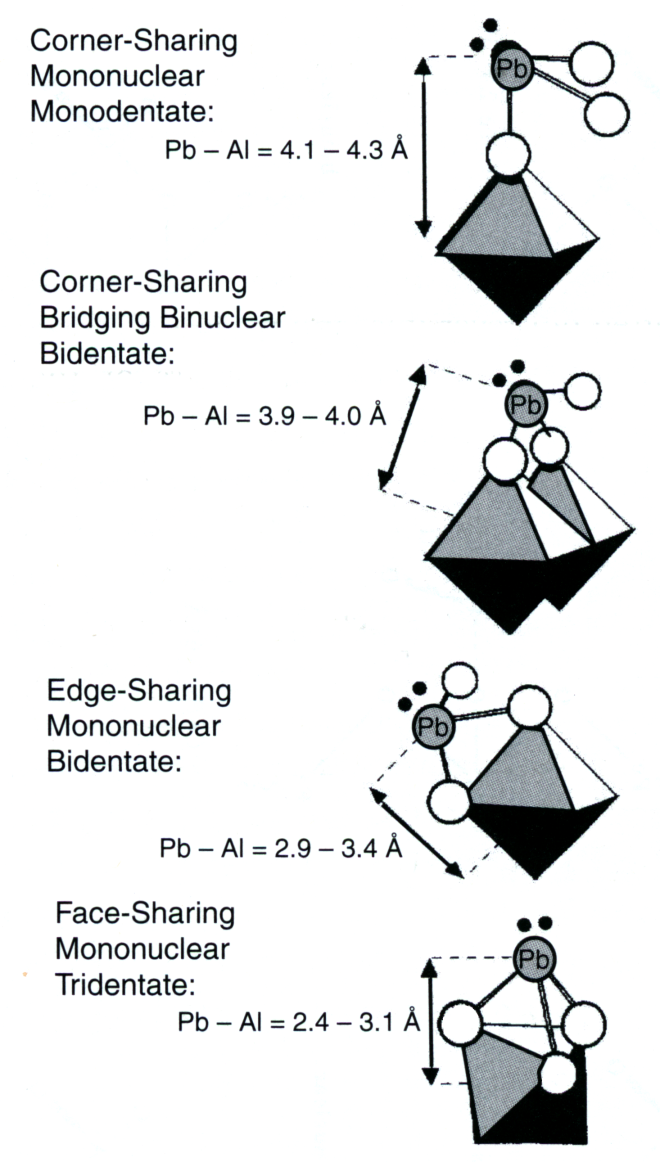 Corner-Sharing
Mononuclear
Monodentate:
Pb – Al = 4.1 – 4.3 Å
Pb
Corner-Sharing
Bridging Binuclear
Bidentate:
Pb – Al = 3.9 – 4.0 Å
Pb
Edge-Sharing
Mononuclear
Bidentate:
Pb – Al = 2.9 – 3.4 Å
Pb
Face-Sharing
Mononuclear
Tridentate:
Pb – Al = 2.4 – 3.1 Å
Pb